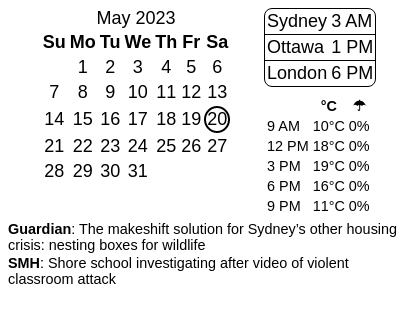 May 2023
Su Mo Tu We Th Fr Sa
1 2 3 4 5 6
7 8 9 10 11 12 13
14 15 16 17 18 19 20
21 22 23 24 25 26 27
28 29 30 31
Sydney 3 AM
Ottawa 1 PM
London 6 PM
°C ☂
9 AM 10°C 0%
12 PM 18°C 0%
3 PM 19°C 0%
6 PM 16°C 0%
9 PM 11°C 0%
Guardian: The makeshift solution for Sydney’s other housing
crisis: nesting boxes for wildlife
SMH: Shore school investigating after video of violent
classroom attack